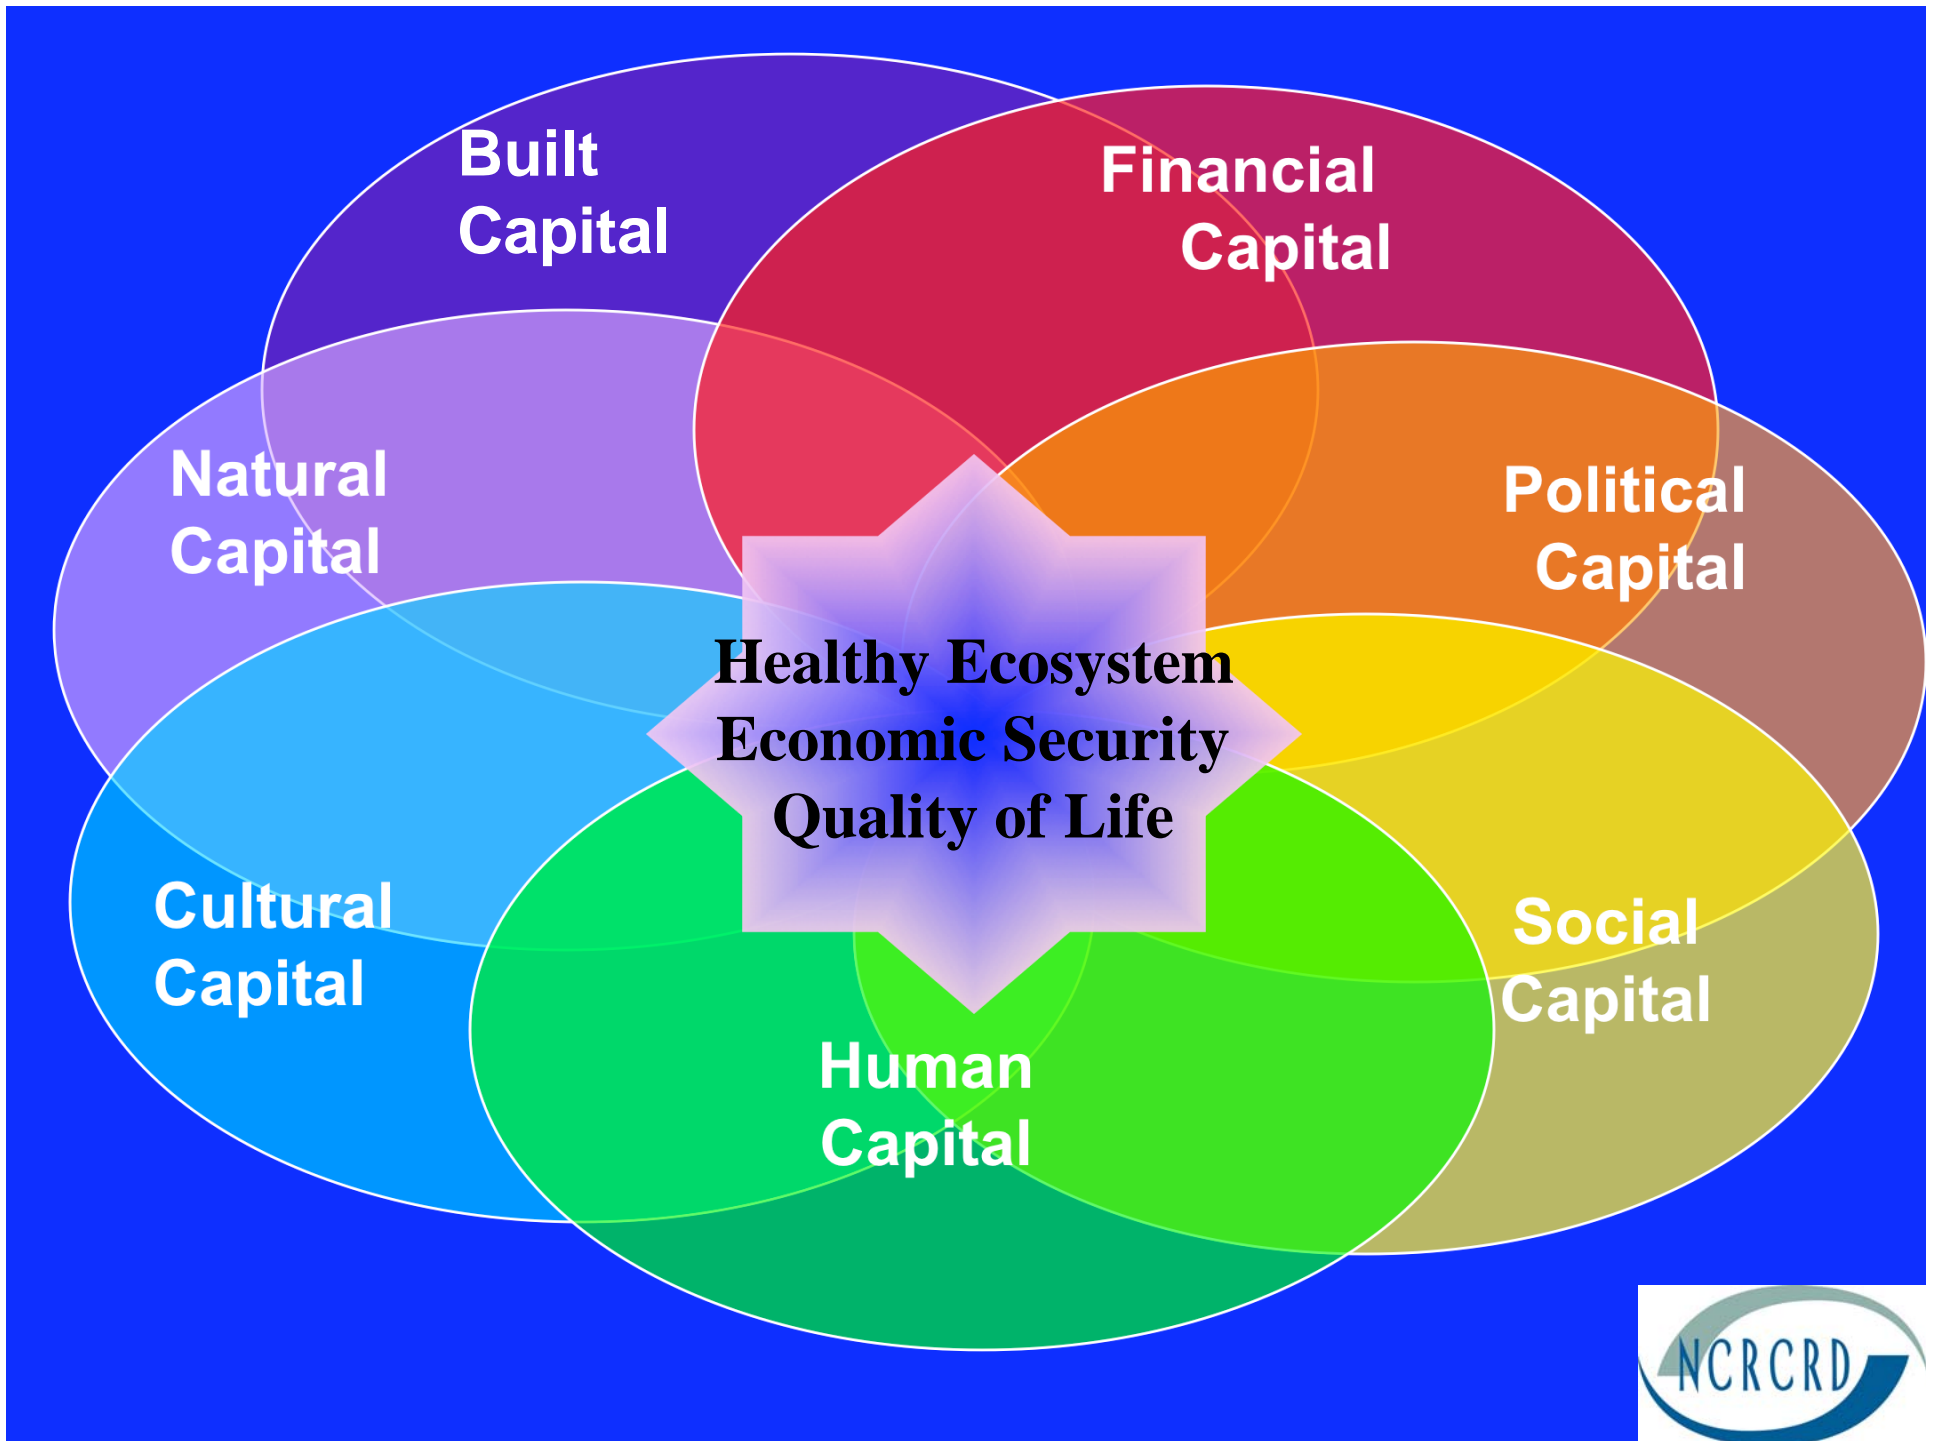 Built
Capital
Financial
Capital
Natural
Capital
Political
Capital
Healthy Ecosystem
Economic Security
Quality of Life
Cultural
Capital
Social
Capital
Human
Capital
NCRCRD